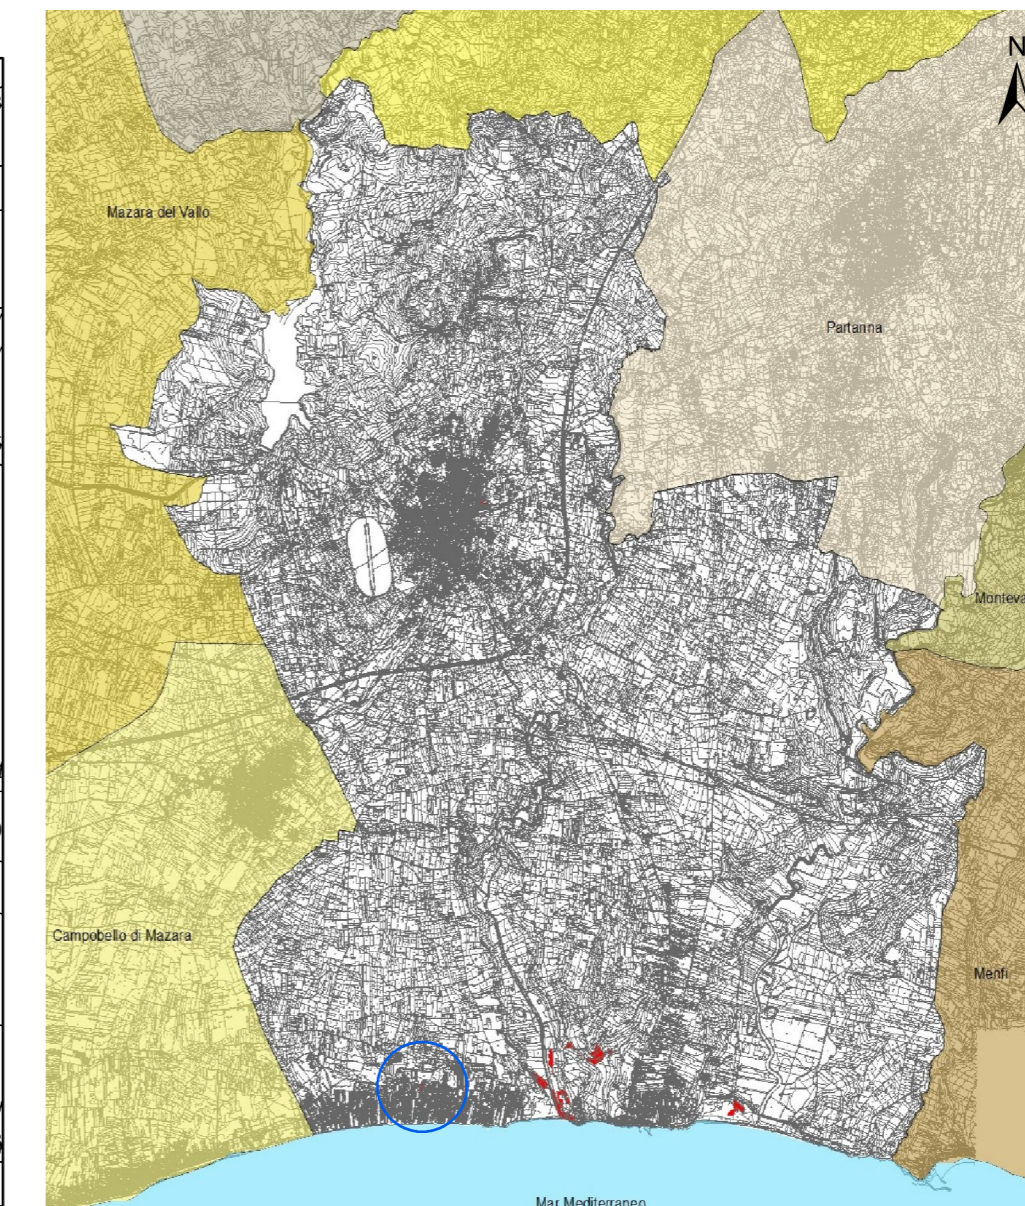 N
Mazara del Vallo
Partanna
Monteva
Campobello di Mazara
Menfi
Mar Mediterraneo